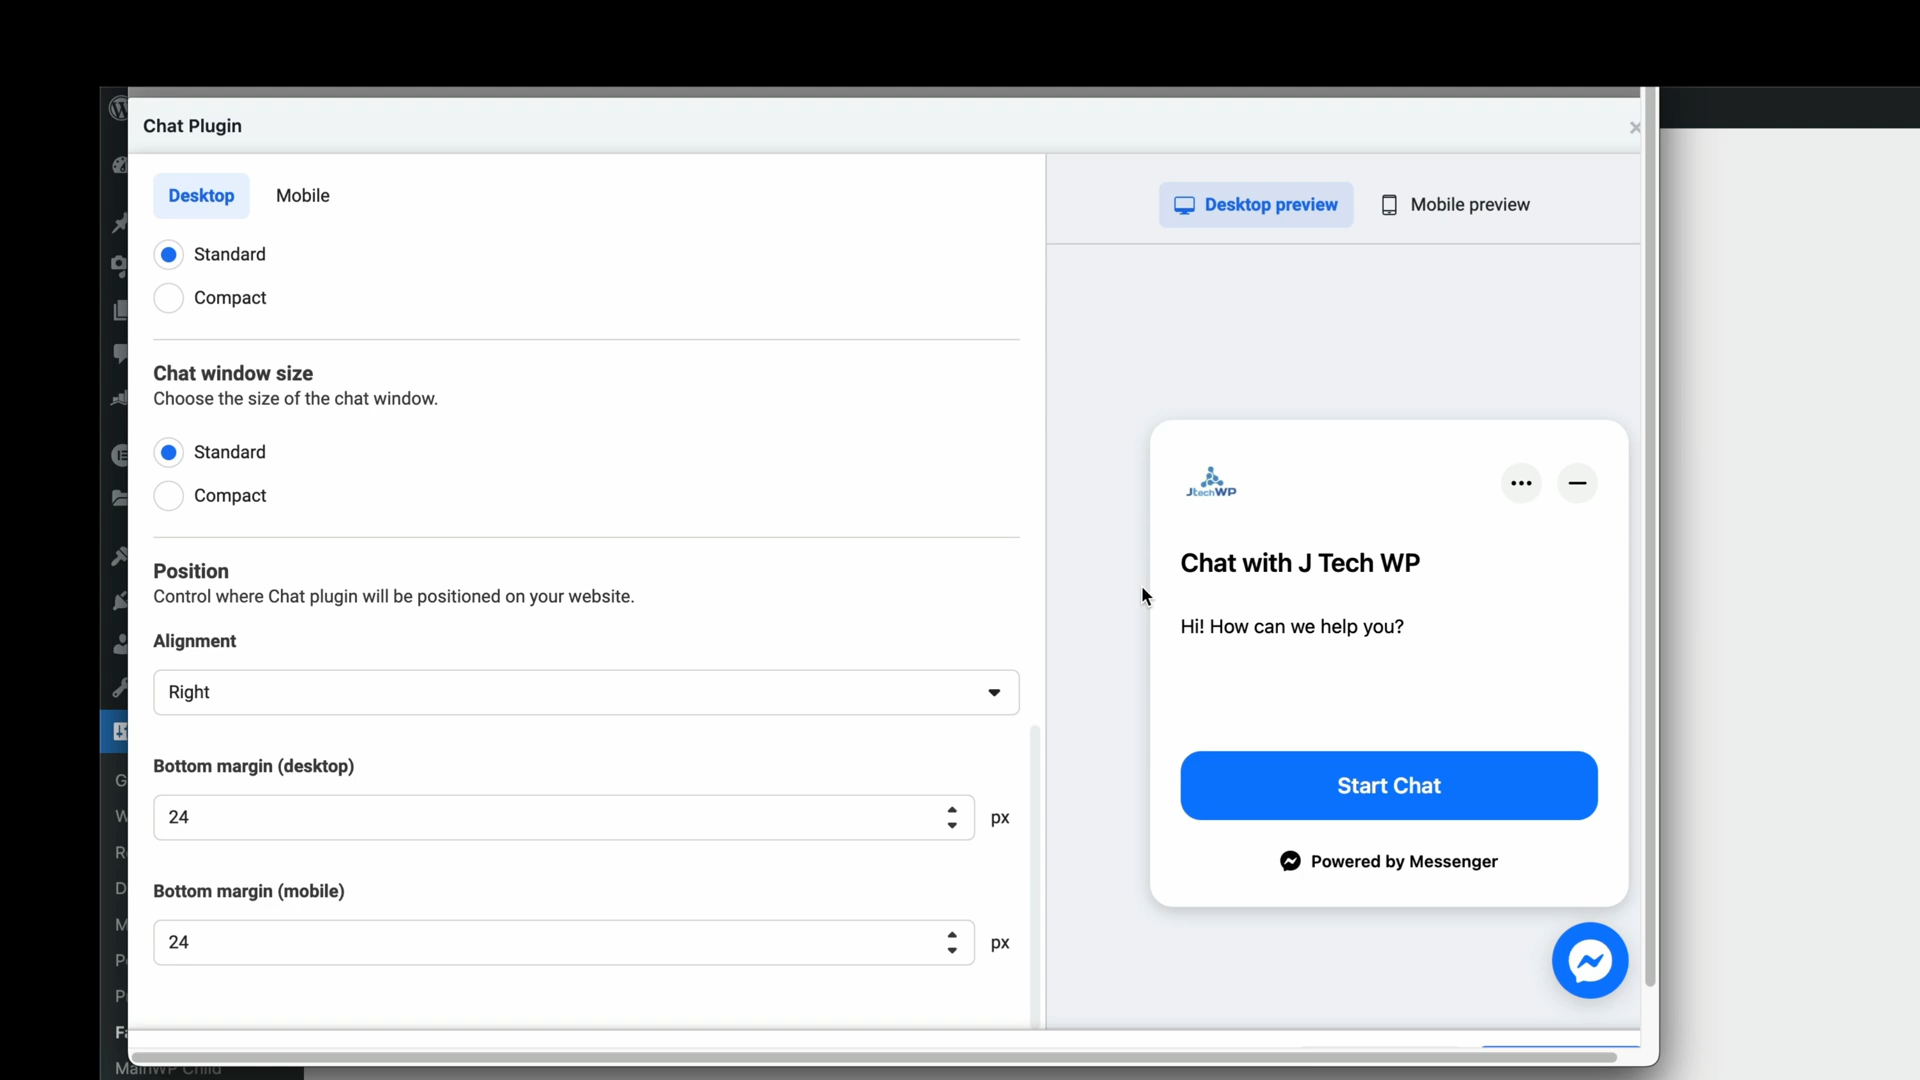 Chat Plugin
Desktop
Mobile
Standard
Compact
Chat window size
Choose the size of the chat window.
Standard
Compact
Position
Control where Chat plugin will be positioned on your website.
Alignment
Right
Bottom margin (desktop)
24
px
Bottom margin (mobile)
24
px
Desktop preview
Mobile preview
JtechWP
Chat with J Tech WP
Hi! How can we help you?
Start Chat
Powered by Messenger
G
W
R
D
M
P
P
Fa
MainWP Child